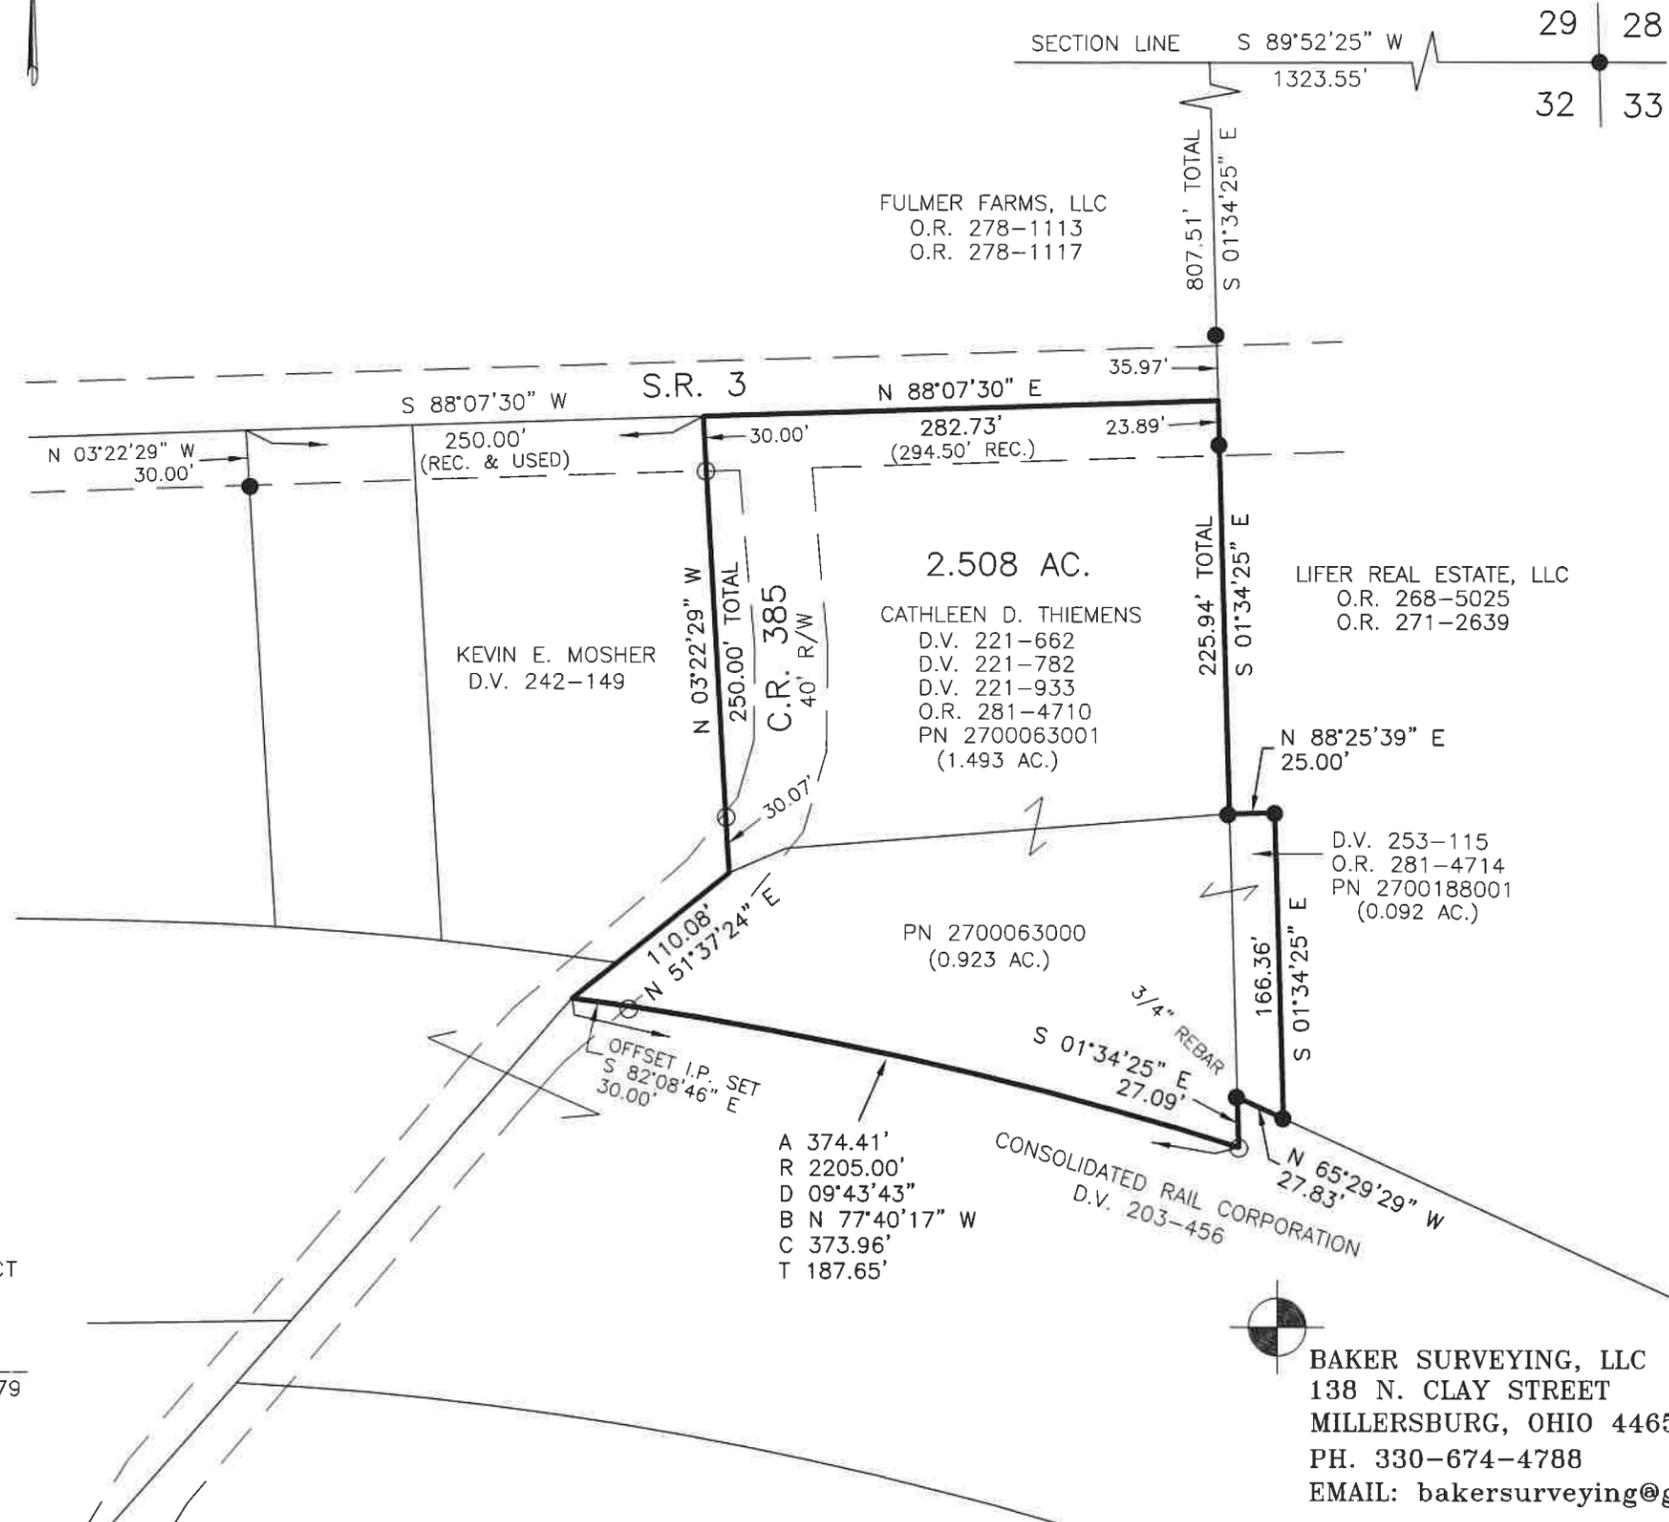 29 28
SECTION LINE S 89°52'25" W
1323.55'
32 33
807.51' TOTAL
S 01°34'25" E
FULMER FARMS, LLC
O.R. 278-1113
O.R. 278-1117
35.97'
S.R. 3
N 88°07'30" E
S 88°07'30" W
282.73'
23.89'
30.00'
250.00'
(294.50' REC.)
(REC. & USED)
N 03°22'29" W
30.00'
2.508 AC.
CATHLEEN D. THIEMENS
D.V. 221-662
D.V. 221-782
D.V. 221-933
O.R. 281-4710
PN 2700063001
(1.493 AC.)
225.94' TOTAL
S 01°34'25" E
LIFER REAL ESTATE, LLC
O.R. 268-5025
O.R. 271-2639
KEVIN E. MOSHER
D.V. 242-149
N 03°22'29" W
250.00' TOTAL
C.R. 385
40' R/W
30.07'
N 88°25'39" E
25.00'
D.V. 253-115
O.R. 281-4714
PN 2700188001
(0.092 AC.)
PN 2700063000
(0.923 AC.)
110.08'
N 51°37'24" E
166.36'
S 01°34'25" E
3/4" REBAR
S 01°34'25" E
27.09'
OFFSET I.P. SET
S 82°08'46" E
30.00'
A 374.41'
R 2205.00'
D 09°43'43"
B N 77°40'17" W
C 373.96'
T 187.65'
CONSOLIDATED RAIL CORPORATION
D.V. 203-456
N 65°29'29" W
27.83'
CT
79
BAKER SURVEYING, LLC
138 N. CLAY STREET
MILLERSBURG, OHIO 4465
PH. 330-674-4788
EMAIL: bakersurveying@g